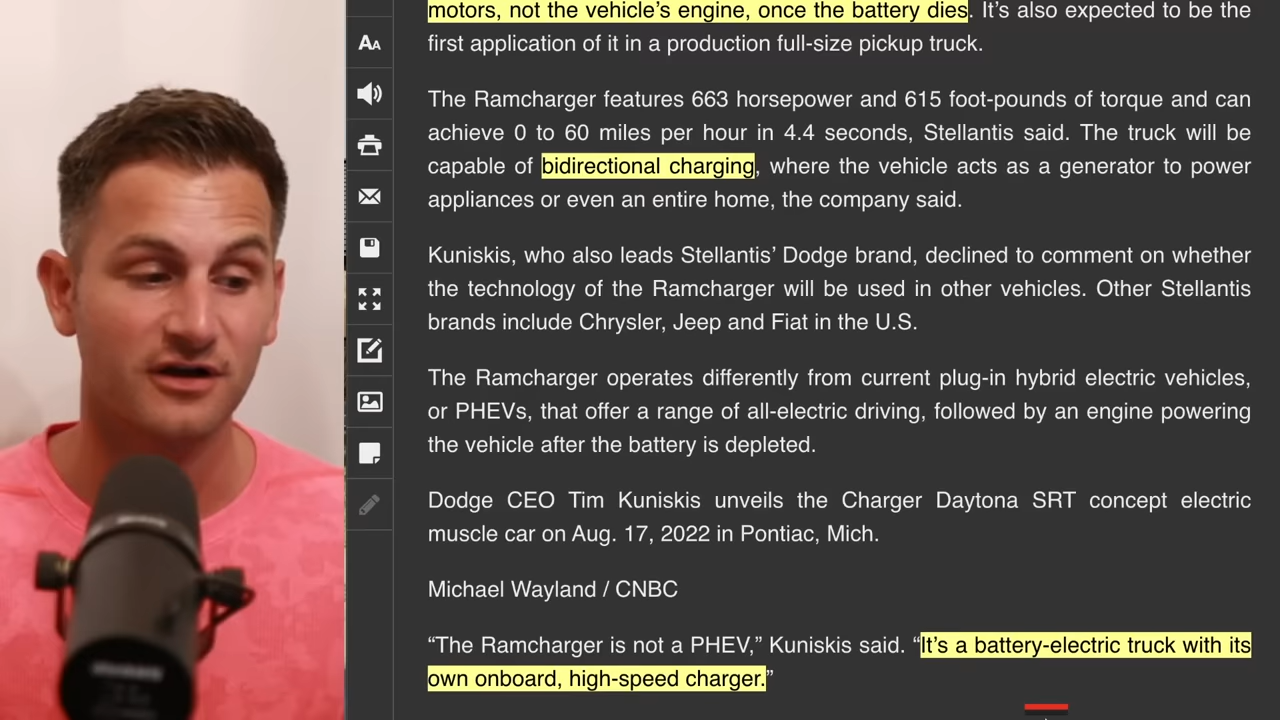 motors, not the vehicle’s engine, once the battery dies. It’s also expected to be the
first application of it in a production full-size pickup truck.
The Ramcharger features 663 horsepower and 615 foot-pounds of torque and can
achieve 0 to 60 miles per hour in 4.4 seconds, Stellantis said. The truck will be
capable of bidirectional charging, where the vehicle acts as a generator to power
appliances or even an entire home, the company said.
Kuniskis, who also leads Stellantis’ Dodge brand, declined to comment on whether
the technology of the Ramcharger will be used in other vehicles. Other Stellantis
brands include Chrysler, Jeep and Fiat in the U.S.
The Ramcharger operates differently from current plug-in hybrid electric vehicles,
or PHEVs, that offer a range of all-electric driving, followed by an engine powering
the vehicle after the battery is depleted.
Dodge CEO Tim Kuniskis unveils the Charger Daytona SRT concept electric
muscle car on Aug. 17, 2022 in Pontiac, Mich.
Michael Wayland / CNBC
“The Ramcharger is not a PHEV,” Kuniskis said. “It’s a battery-electric truck with its
own onboard, high-speed charger.”